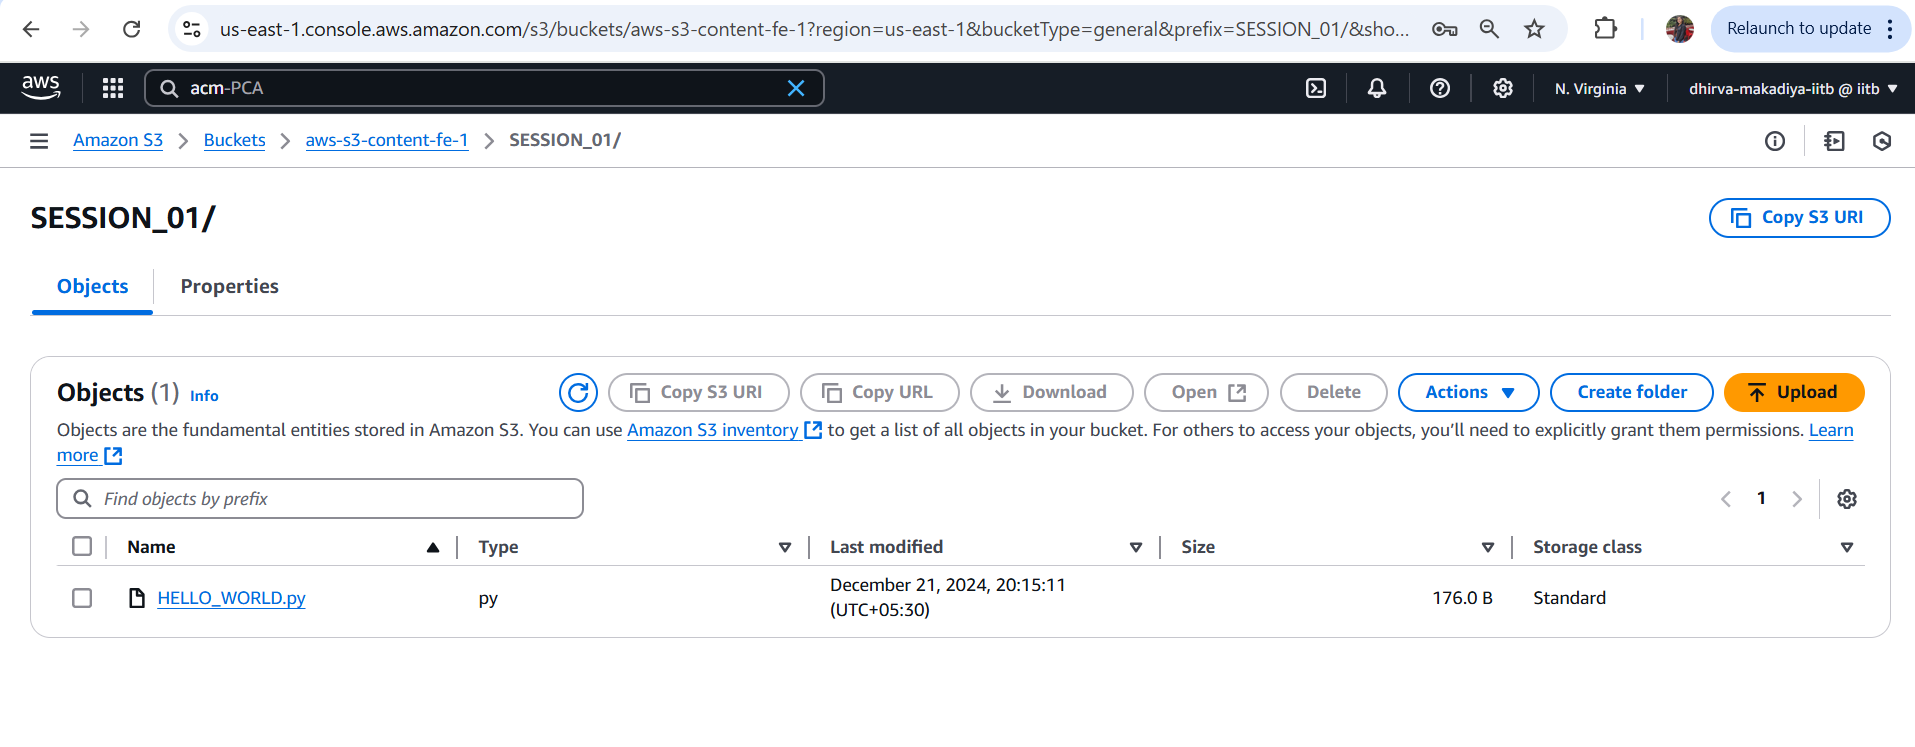 us-east-1.console.aws.amazon.com/s3/buckets/aws-s3-content-fe-1?region=us-east-1&bucketType=general&prefix=SESSION_01/&sho...
Relaunch to update
aws
acm-PCA
N. Virginia
dhirva-makadiya-iitb @ iitb
Amazon S3
Buckets
aws-s3-content-fe-1
SESSION_01/
SESSION_01/
Copy S3 URI
Objects
Properties
Objects (1) Info
Copy S3 URI
Copy URL
Download
Open
Delete
Actions
Create folder
Upload
Objects are the fundamental entities stored in Amazon S3. You can use Amazon S3 inventory to get a list of all objects in your bucket. For others to access your objects, you’ll need to explicitly grant them permissions. Learn
more
Find objects by prefix
1
Name
Type
Last modified
Size
Storage class
HELLO_WORLD.py
py
December 21, 2024, 20:15:11
(UTC+05:30)
176.0 B
Standard